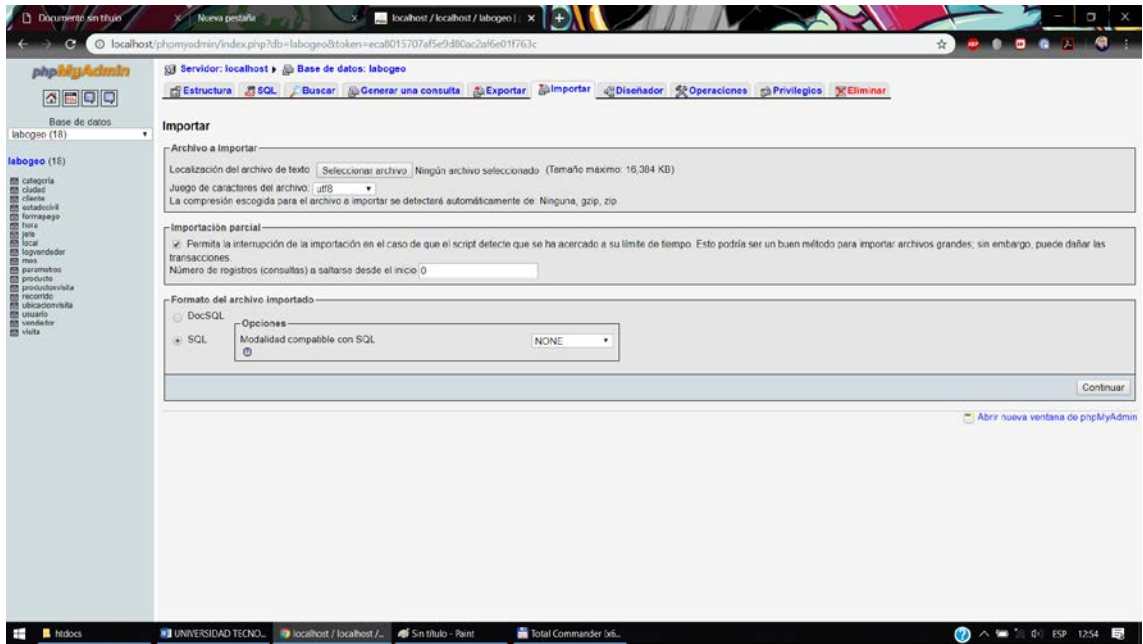 Documento sin título
Nueva pestaña
localhost / localhost / labogeo |
localhost/phpmyadmin/index.php?db=labogeo&token=eca8015707af5e9d80ac2af6e01f763c
phpMyAdmin
Base de datos
labogeo (18)
labogeo (18)
categoria
ciudad
cliente
estadocivil
formapago
hora
jefe
local
logvendedor
mes
parametros
producto
productorvisita
recorrido
ubicacionvisita
usuario
vendedor
visita
Servidor: localhost Base de datos: labogeo
Estructura SQL Buscar Generar una consulta Exportar Importar Diseñador Operaciones Privilegios Eliminar
Importar
Archivo a importar
Localización del archivo de texto Seleccionar archivo Ningún archivo seleccionado (Tamaño máximo: 16,384 KB)
Juego de caracteres del archivo: utf8
La compresión escogida para el archivo a importar se detectará automáticamente de: Ninguna, gzip, zip
Importación parcial
Permita la interrupción de la importación en el caso de que el script detecte que se ha acercado a su límite de tiempo. Esto podría ser un buen método para importar archivos grandes; sin embargo, puede dañar las
transacciones.
Número de registros (consultas) a saltarse desde el inicio 0
Formato del archivo importado
DocSQL
SQL
Opciones
Modalidad compatible con SQL NONE
Continuar
Abrir nueva ventana de phpMyAdmin
htdocs
UNIVERSIDAD TECNO...
localhost / localhost /...
Sin título - Paint
Total Commander (x6...
ESP 12:54